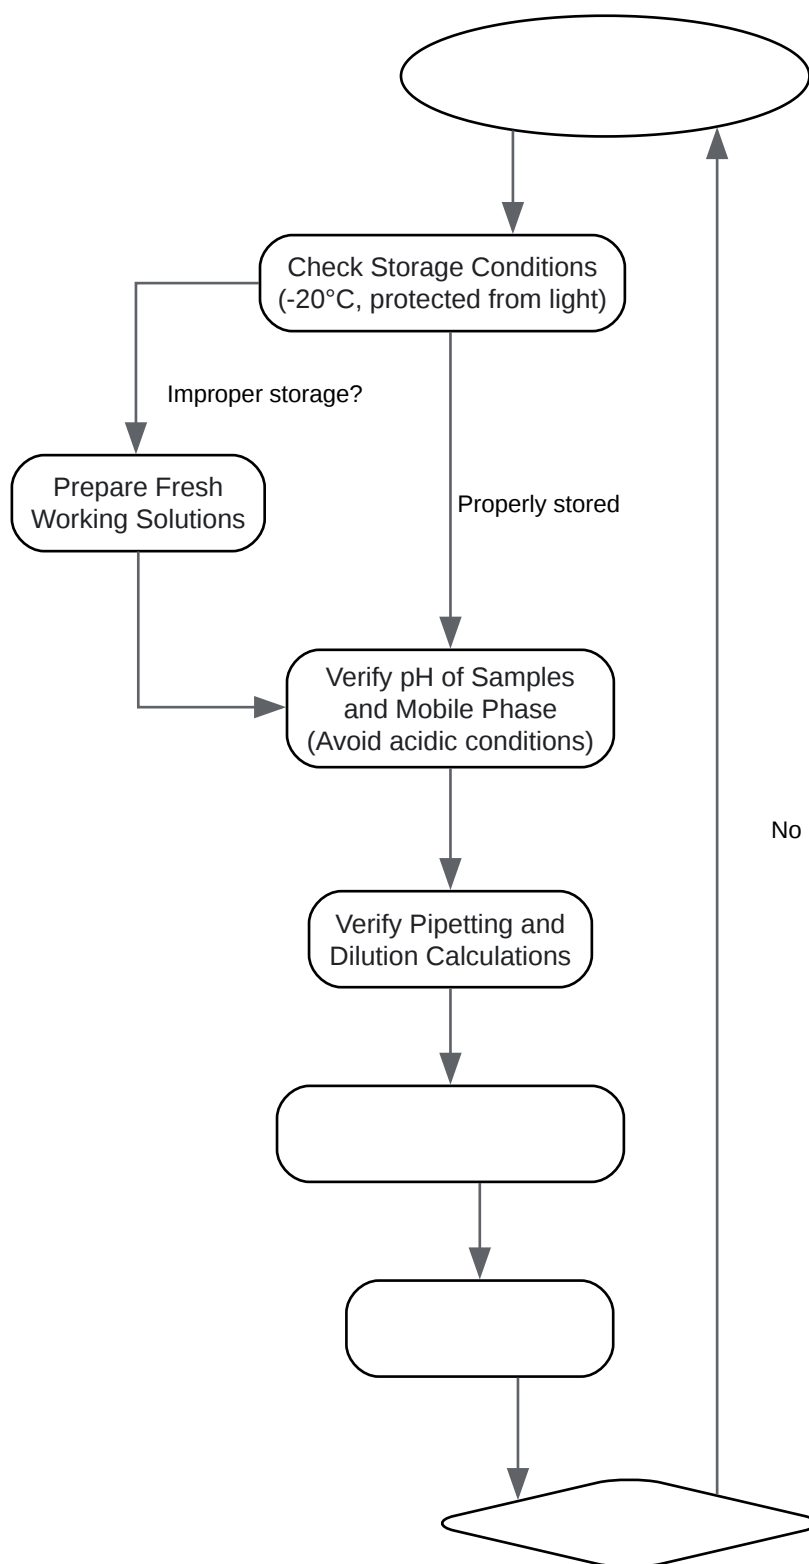 Check Storage Conditions
(-20°C, protected from light)
Improper storage?
Prepare Fresh
Working Solutions
Properly stored
Verify pH of Samples
and Mobile Phase
(Avoid acidic conditions)
No
Verify Pipetting and
Dilution Calculations